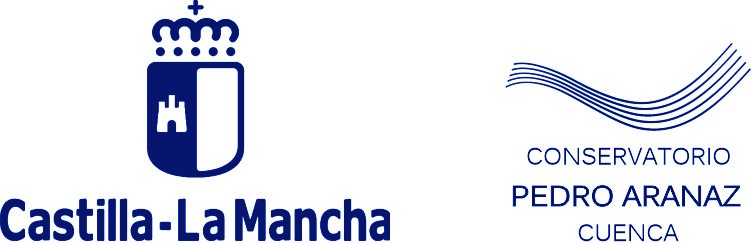 Castilla-La Mancha
CONSERVATORIO
PEDRO ARANAZ
CUENCA